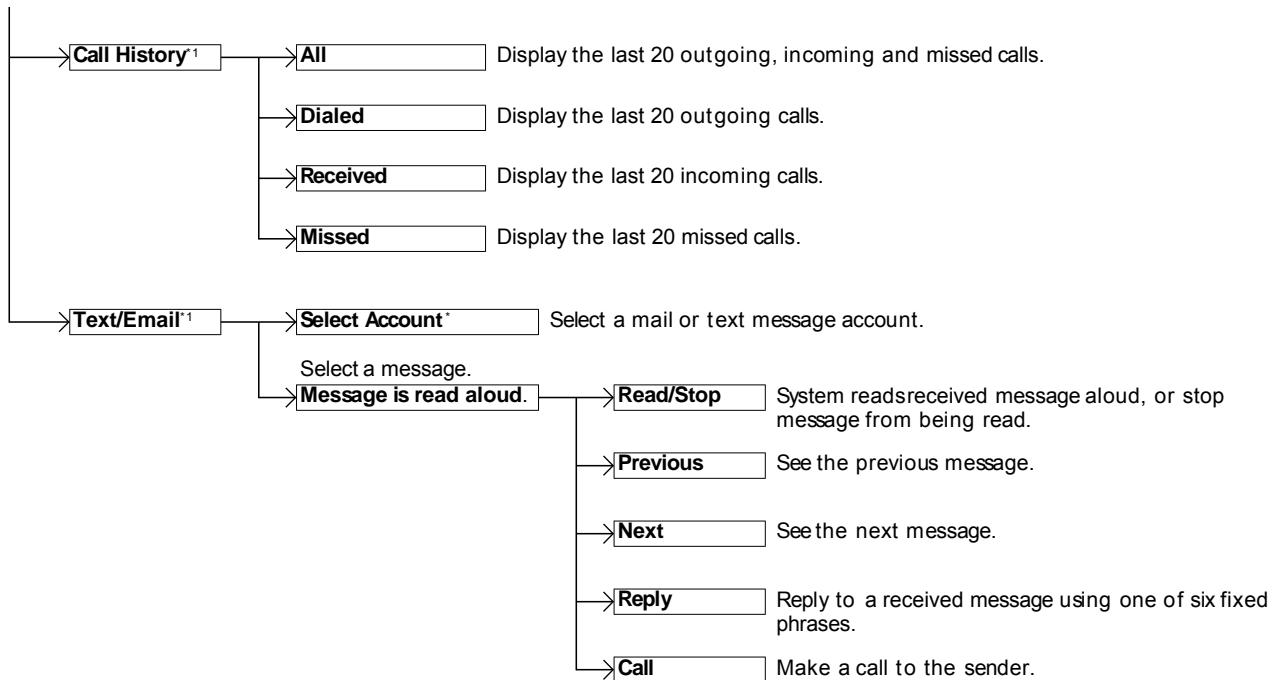 Call History*1
All Display the last 20 outgoing, incoming and missed calls.
Dialed Display the last 20 outgoing calls.
Received Display the last 20 incoming calls.
Missed Display the last 20 missed calls.
Text/Email*1
Select Account* Select a mail or text message account.
Select a message.
Message is read aloud.
Read/Stop System reads received message aloud, or stop
message from being read.
Previous See the previous message.
Next See the next message.
Reply Reply to a received message using one of six fixed
phrases.
Call Make a call to the sender.